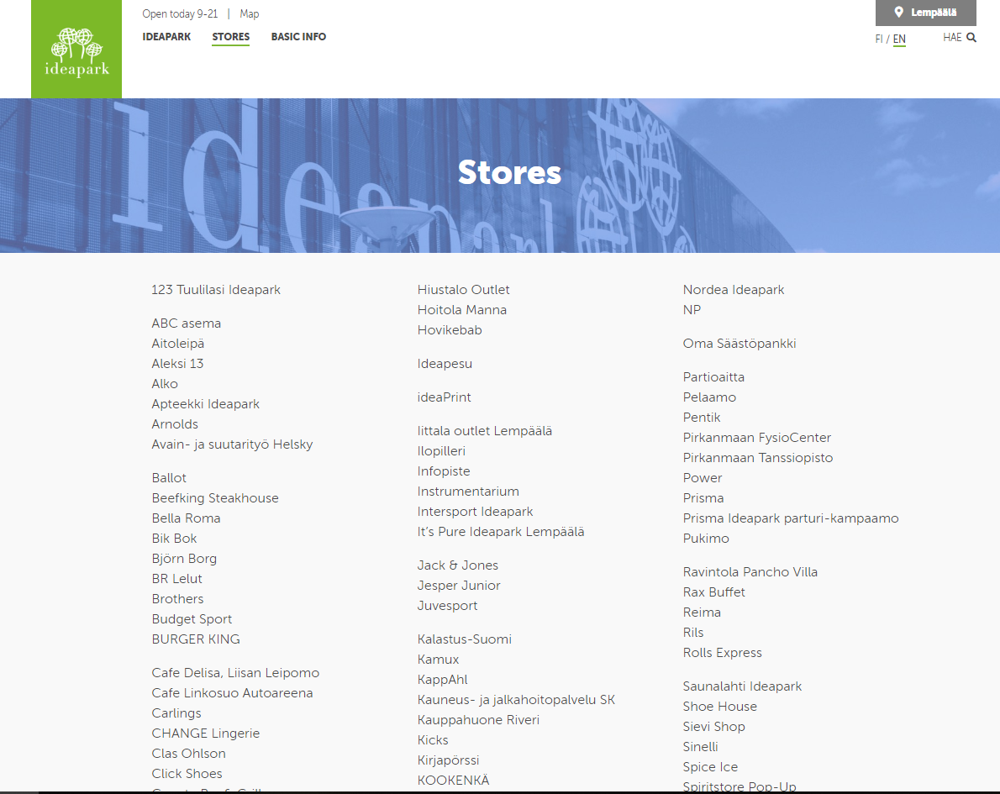 Open today 9-21 | Map
Lempäälä
IDEAPARK STORES BASIC INFO
FI / EN
HAE
ideapark
Ideapark
Stores
123 Tuulilasi Ideapark
ABC asema
Aitoleipä
Aleksi 13
Alko
Apteekki Ideapark
Arnolds
Avain- ja suutarityö Helsky
Ballot
Beefking Steakhouse
Bella Roma
Bik Bok
Björn Borg
BR Lelut
Brothers
Budget Sport
BURGER KING
Cafe Delisa, Liisan Leipomo
Cafe Linkosuo Autoareena
Carlings
CHANGE Lingerie
Clas Ohlson
Click Shoes
Hiustalo Outlet
Hoitola Manna
Hovikebab
Ideapesu
ideaPrint
Iittala outlet Lempäälä
Ilopilleri
Infopiste
Instrumentarium
Intersport Ideapark
It’s Pure Ideapark Lempäälä
Jack & Jones
Jesper Junior
Juvesport
Kalastus-Suomi
Kamux
KappAhl
Kauneus- ja jalkahoitopalvelu SK
Kauppahuone Riveri
Kicks
Kirjapörssi
KOOKENKÄ
Nordea Ideapark
NP
Oma Säästöpankki
Partioaitta
Pelaamo
Pentik
Pirkanmaan FysioCenter
Pirkanmaan Tanssiopisto
Power
Prisma
Prisma Ideapark parturi-kampaamo
Pukimo
Ravintola Pancho Villa
Rax Buffet
Reima
Rils
Rolls Express
Saunalahti Ideapark
Shoe House
Sievi Shop
Sinelli
Spice Ice
Spiritstore Pop-Up